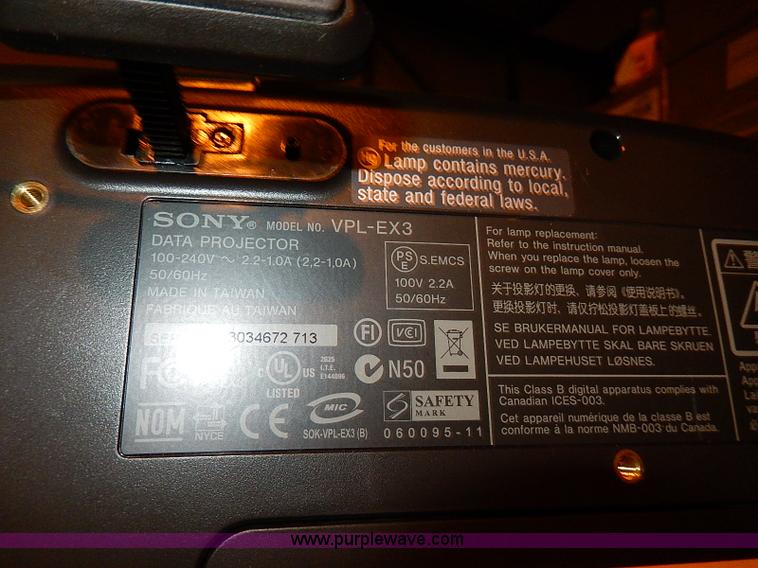 For the customers in the U.S.A.
Lamp contains mercury.
Dispose according to local,
state and federal laws.
SONY® MODEL NO. VPL-EX3
DATA PROJECTOR
100-240V ~ 2.2-1.0A (2,2-1,0A)
50/60Hz
MADE IN TAIWAN
FABRIQUÉ AU TAIWAN
3034672 713
PS
E
S.EMCS
100V 2.2A
50/60Hz
FI
VCI
FC
c UL US
LISTED
2625
I.T.E.
E144096
N50
NOM
NYCE
CE
MIC
SOK-VPL-EX3 (B)
S
SAFETY
MARK
060095-11
For lamp replacement:
Refer to the instruction manual.
When you replace the lamp, loosen the
screw on the lamp cover only.
关于投影灯的更换、请参阅《使用说明书》。
更换投影灯时、请仅拧松投影灯盖板上的螺丝。
SE BRUKERMANUAL FOR LAMPEBYTTE.
VED LAMPEBYTTE SKAL BARE SKRUEN
VED LAMPEHUSET LØSNES.
This Class B digital apparatus complies with
Canadian ICES-003.
Cet appareil numérique de la classe B est
conforme à la norme NMB-003 du Canada.
www.purplewave.com